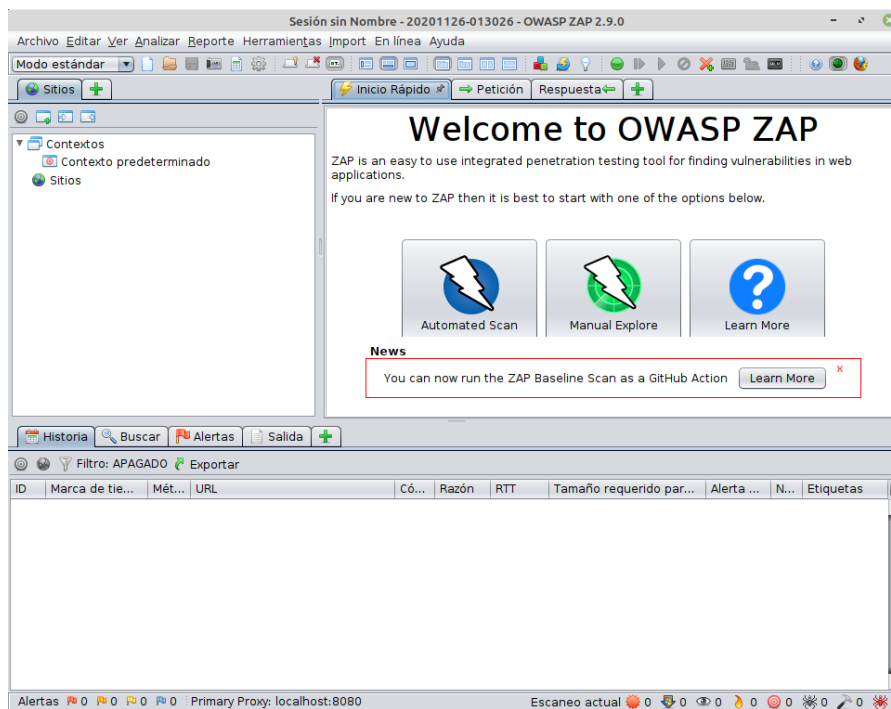 Sesión sin Nombre - 20201126-013026 - OWASP ZAP 2.9.0
Archivo Editar Ver Analizar Reporte Herramientas Import En línea Ayuda
Modo estándar
Sitios
Inicio Rápido
Petición
Respuesta
Contextos
Contexto predeterminado
Sitios
Welcome to OWASP ZAP
ZAP is an easy to use integrated penetration testing tool for finding vulnerabilities in web
applications.
If you are new to ZAP then it is best to start with one of the options below.
Automated Scan
Manual Explore
Learn More
News
You can now run the ZAP Baseline Scan as a GitHub Action
Learn More
X
Historia
Buscar
Alertas
Salida
Filtro: APAGADO
Exportar
ID Marca de tie... Mét... URL Có... Razón RTT Tamaño requerido par... Alerta ... N... Etiquetas
Alertas 0 0 0 0 Primary Proxy: localhost:8080 Escaneo actual 0 0 0 0 0 0 0